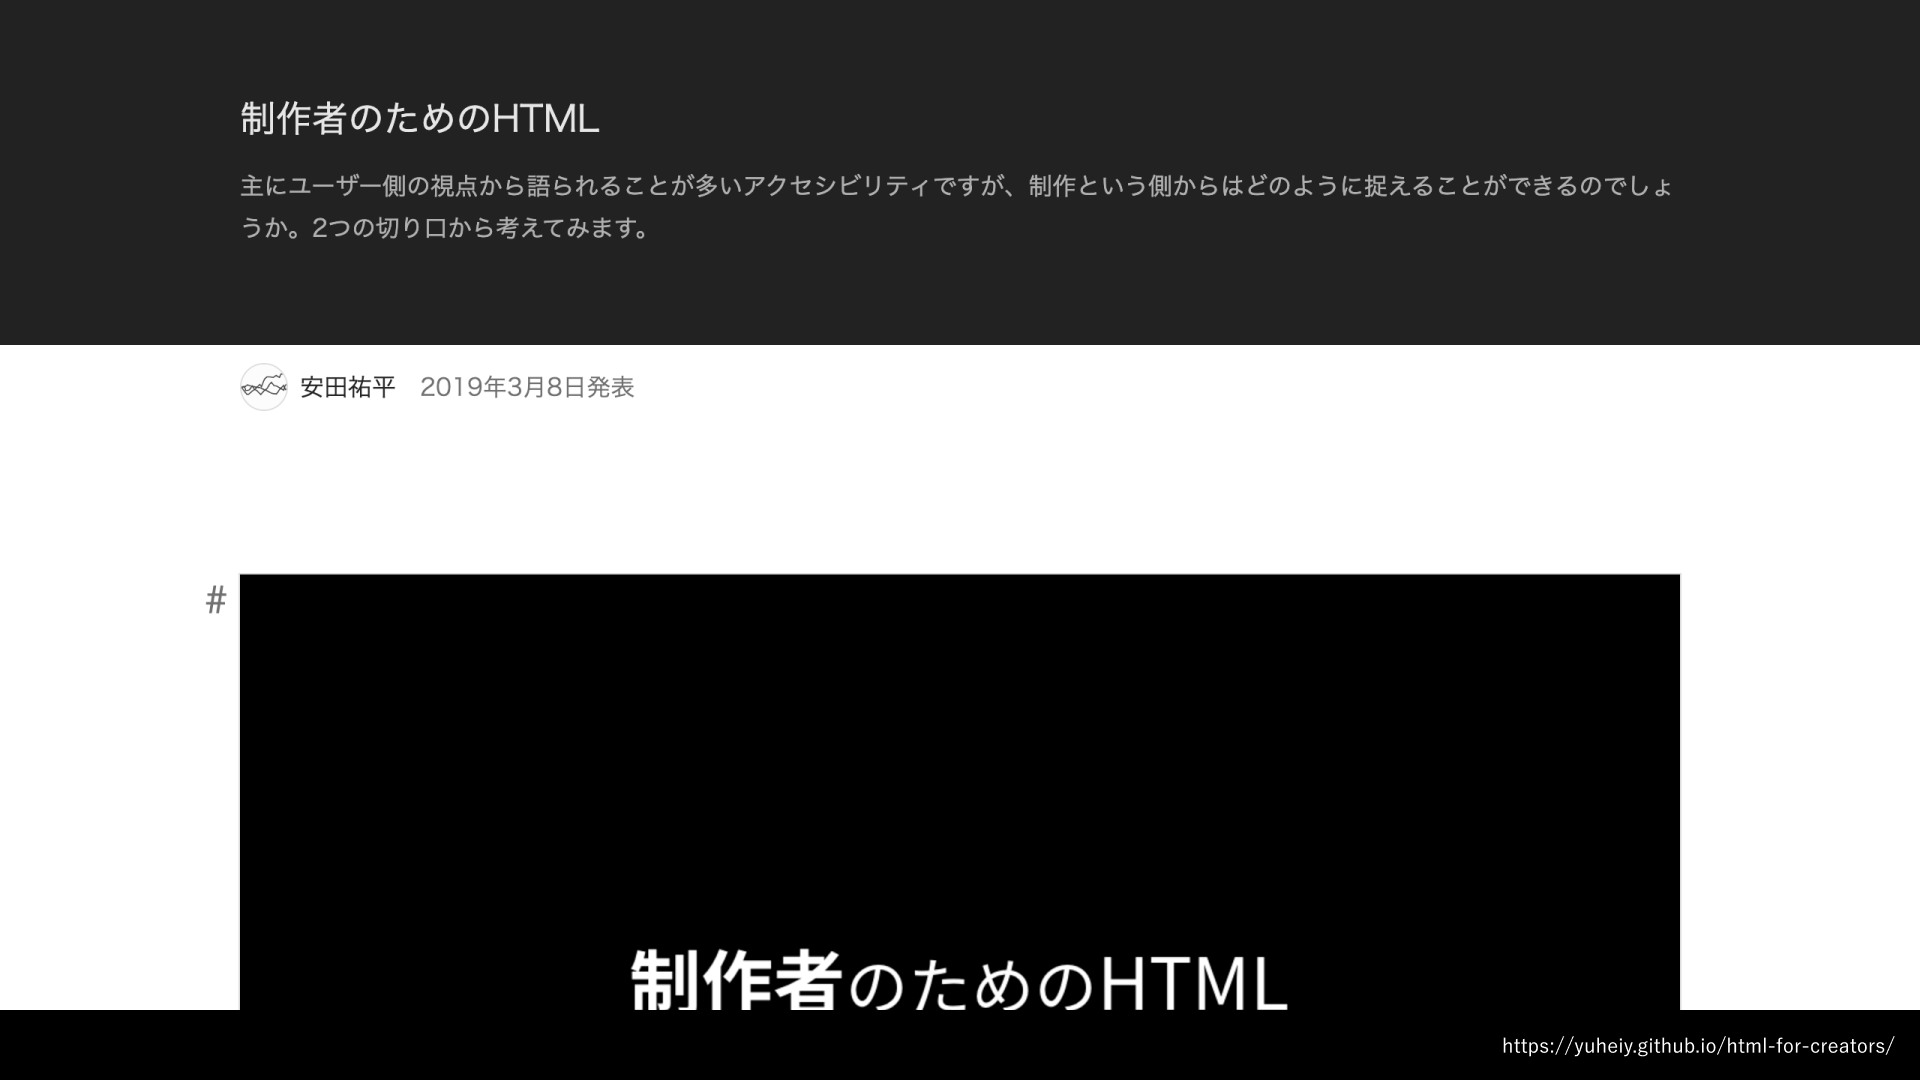 制作者のためのHTML
主にユーザー側の視点から語られることが多いアクセシビリティですが、制作という側からはどのように捉えることができるのでしょ
うか。2つの切り口から考えてみます。
安田祐平 2019年3月8日発表
#
制作者のためのHTML
https://yuheiy.github.io/html-for-creators/